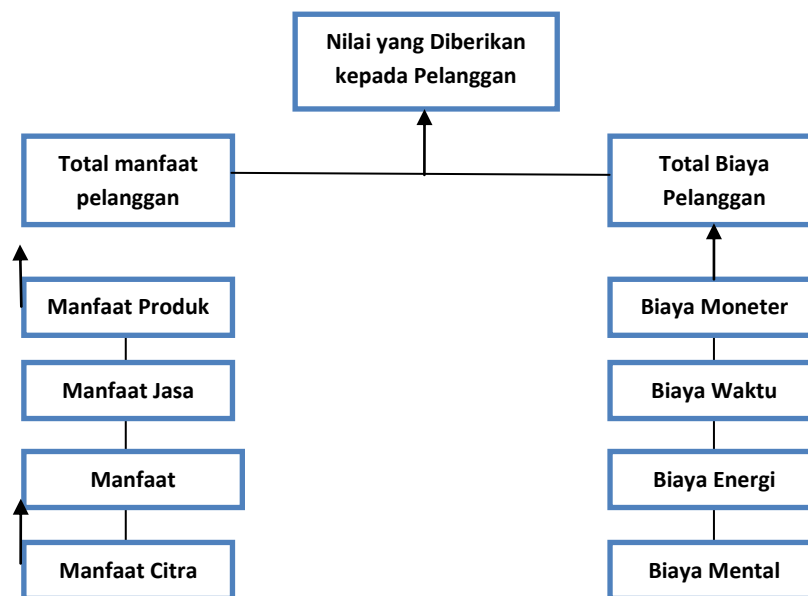 Nilai yang Diberikan
kepada Pelanggan
Total manfaat
pelanggan
Total Biaya
Pelanggan
Manfaat Produk
Biaya Moneter
Manfaat Jasa
Biaya Waktu
Manfaat
Biaya Energi
Manfaat Citra
Biaya Mental